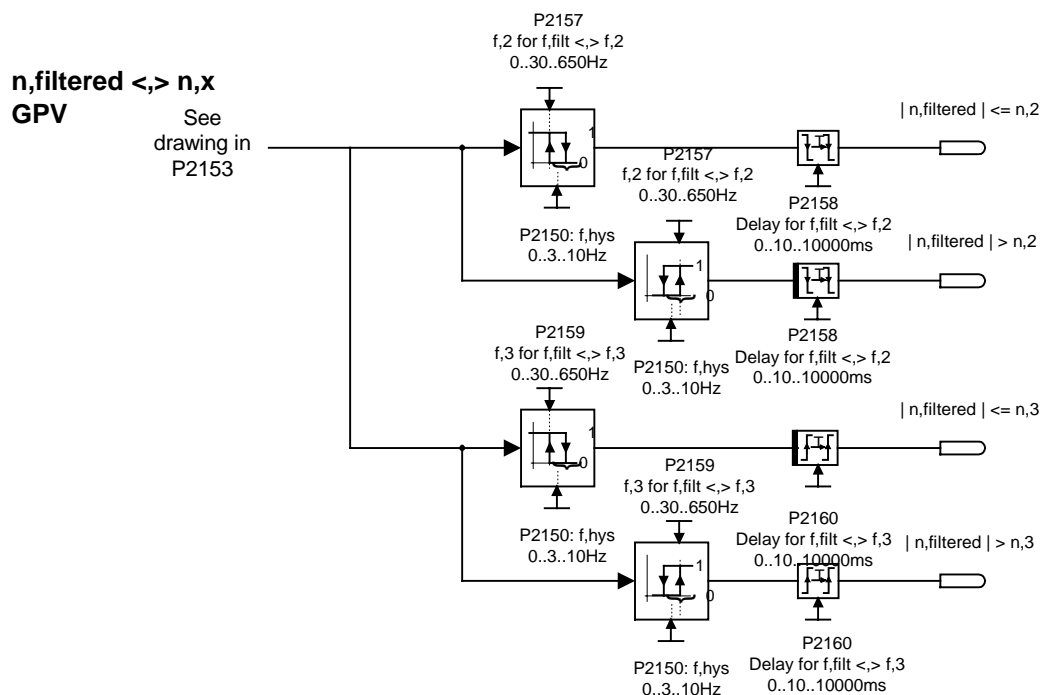 P2157
f,2 for f,filt <,> f,2
0..30..650Hz
n,filtered <,> n,x
GPV
See
drawing in
P2153
1
0
| n,filtered | <= n,2
P2157
f,2 for f,filt <,> f,2
0..30..650Hz
T
P2158
Delay for f,filt <,> f,2
0..10..10000ms
P2150: f,hys
0..3..10Hz
1
0
| n,filtered | > n,2
T
P2158
Delay for f,filt <,> f,2
0..10..10000ms
P2159
f,3 for f,filt <,> f,3
0..30..650Hz
P2150: f,hys
0..3..10Hz
1
0
| n,filtered | <= n,3
P2159
f,3 for f,filt <,> f,3
0..30..650Hz
T
P2160
Delay for f,filt <,> f,3
0..10..10000ms
P2150: f,hys
0..3..10Hz
1
0
| n,filtered | > n,3
T
P2160
Delay for f,filt <,> f,3
0..10..10000ms
P2150: f,hys
0..3..10Hz